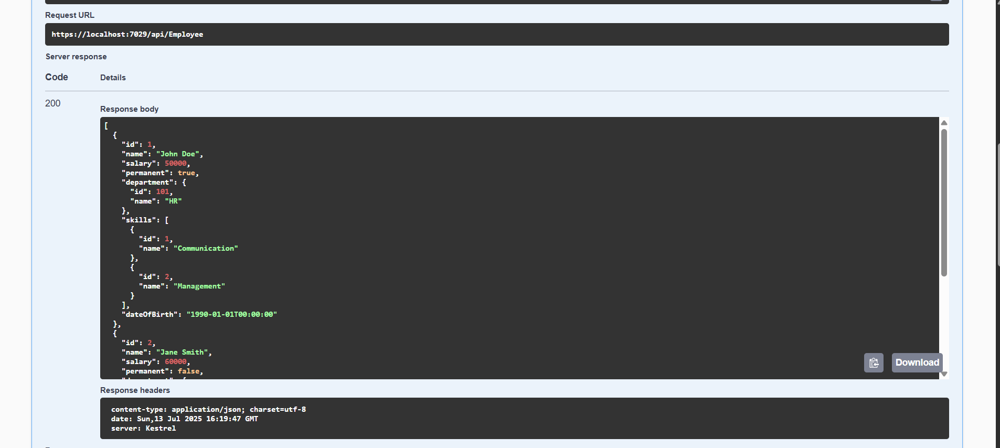 Request URL
https://localhost:7029/api/Employee
Server response
Code Details
200
Response body
[
  {
    "id": 1,
    "name": "John Doe",
    "salary": 50000,
    "permanent": true,
    "department": {
      "id": 101,
      "name": "HR"
    },
    "skills": [
      {
        "id": 1,
        "name": "Communication"
      },
      {
        "id": 2,
        "name": "Management"
      }
    ],
    "dateOfBirth": "1990-01-01T00:00:00"
  },
  {
    "id": 2,
    "name": "Jane Smith",
    "salary": 60000,
    "permanent": false,
Download
Response headers
content-type: application/json; charset=utf-8
date: Sun,13 Jul 2025 16:19:47 GMT
server: Kestrel